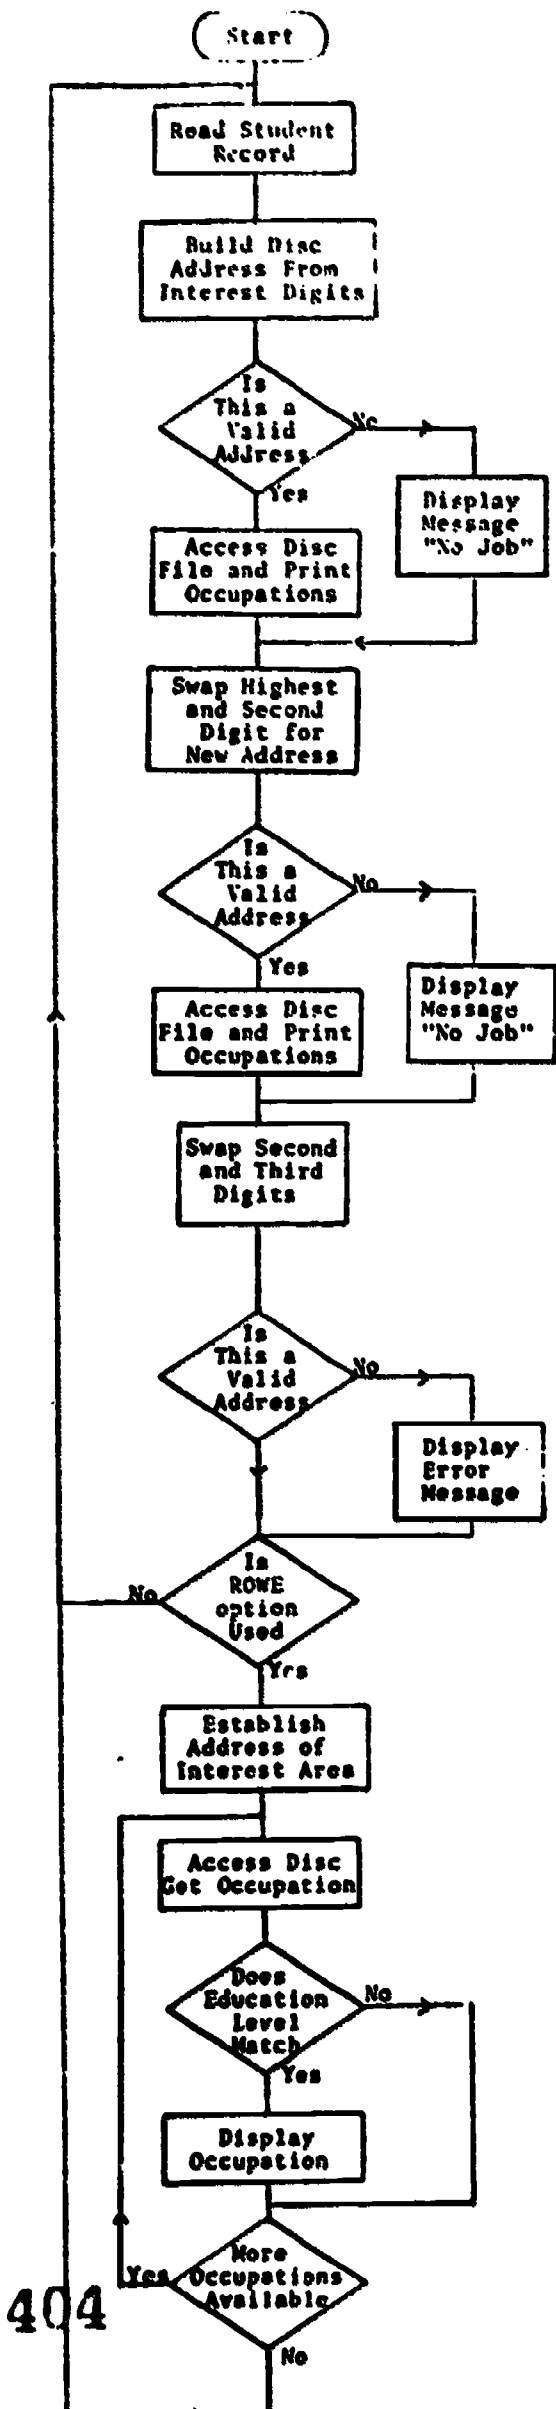 Start
Read Student
Record
Build Disc
Address From
Interest Digits
Is
This a
Valid
Address
No
Yes
Display
Message
"No Job"
Access Disc
File and Print
Occupations
Swap Highest
and Second
Digit for
New Address
Is
This a
Valid
Address
No
Yes
Display
Message
"No Job"
Access Disc
File and Print
Occupations
Swap Second
and Third
Digits
Is
This a
Valid
Address
No
Display
Error
Message
Is
ROWE
option
Used
No
Yes
Establish
Address of
Interest Area
Access Disc
Get Occupation
Does
Education
Level
Match
No
Yes
Display
Occupation
More
Occupations
Available
Yes
No
404